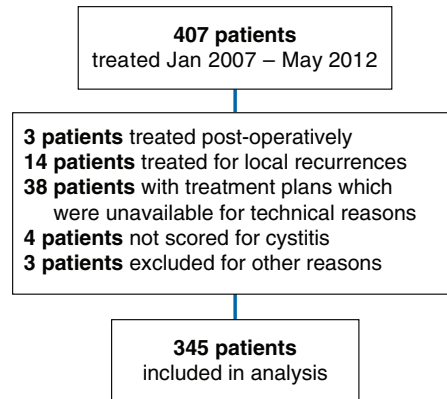 407 patients
treated Jan 2007 – May 2012
3 patients treated post-operatively
14 patients treated for local recurrences
38 patients with treatment plans which
were unavailable for technical reasons
4 patients not scored for cystitis
3 patients excluded for other reasons
345 patients
included in analysis